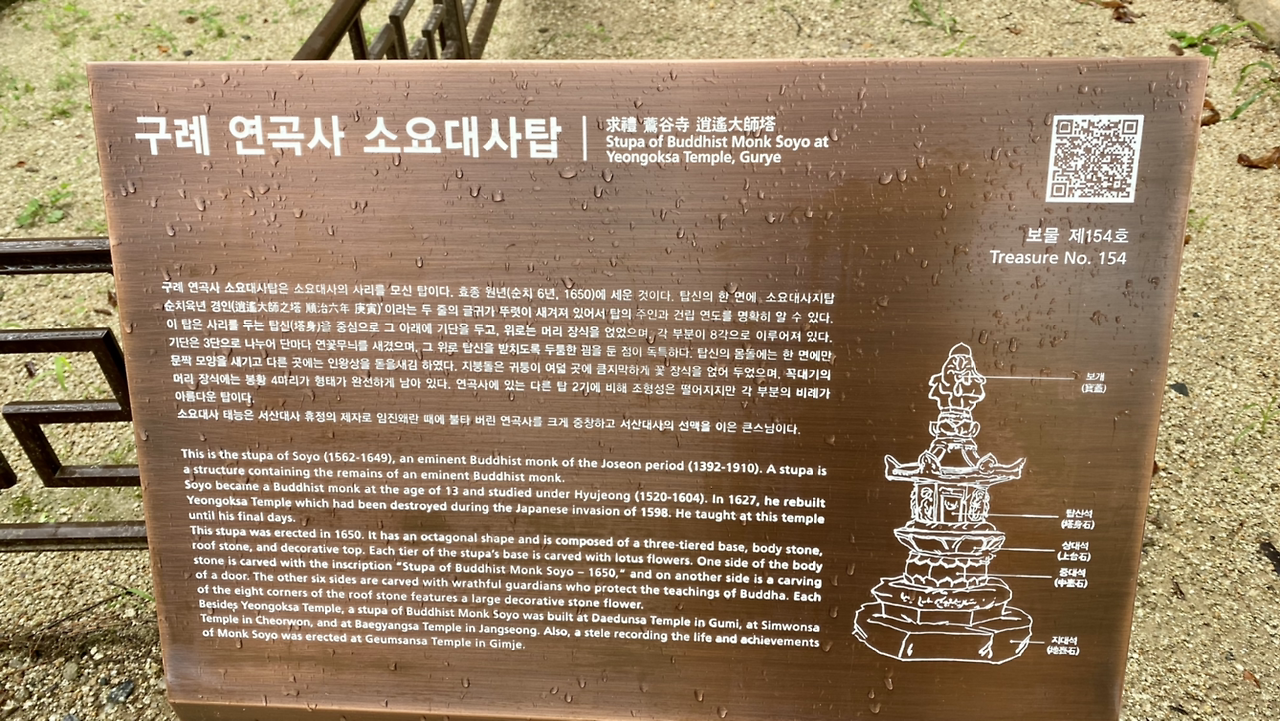 구례 연곡사 소요대사탑
求禮 鷰谷寺 逍遙大師塔
Stupa of Buddhist Monk Soyo at
Yeongoksa Temple, Gurye
보물 제154호
Treasure No. 154
구례 연곡사 소요대사탑은 소요대사의 사리를 모신 탑이다. 효종 원년(순치 6년, 1650)에 세운 것이다. 탑신의 한 면에, 소요대사지탑
순치육년 경인(逍遙大師之塔 順治六年 庚寅)'이라는 두 줄의 글귀가 뚜렷이 새겨져 있어서 탑의 주인과 건립 연도를 명확히 알 수 있다.
이 탑은 사리를 두는 탑신(塔身)을 중심으로 그 아래에 기단을 두고, 위로는 머리 장식을 얹었으며, 각 부분이 8각으로 이루어져 있다.
기단은 3단으로 나누어 단마다 연꽃무늬를 새겼으며, 그 위로 탑신을 받치도록 두툼한 굄을 둔 점이 독특하다. 탑신의 몸돌에는 한 면에만
문짝 모양을 새기고 다른 곳에는 인왕상을 돋을새김 하였다. 지붕돌은 귀퉁이 여덟 곳에 큼지막하게 꽃 장식을 얹어 두었으며, 꼭대기의
머리 장식에는 봉황 4마리가 형태가 완전하게 남아 있다. 연곡사에 있는 다른 탑 2기에 비해 조형성은 떨어지지만 각 부분의 비례가
아름다운 탑이다.
소요대사 태능은 서산대사 휴정의 제자로 임진왜란 때에 불타 버린 연곡사를 크게 중창하고 서산대사의 선맥을 이은 큰스님이다.
This is the stupa of Soyo (1562-1649), an eminent Buddhist monk of the Joseon period (1392-1910). A stupa is
a structure containing the remains of an eminent Buddhist monk.
Soyo became a Buddhist monk at the age of 13 and studied under Hyujeong (1520-1604). In 1627, he rebuilt
Yeongoksa Temple which had been destroyed during the Japanese invasion of 1598. He taught at this temple
until his final days.
This stupa was erected in 1650. It has an octagonal shape and is composed of a three-tiered base, body stone,
roof stone, and decorative top. Each tier of the stupa's base is carved with lotus flowers. One side of the body
stone is carved with the inscription “Stupa of Buddhist Monk Soyo – 1650,” and on another side is a carving
of a door. The other six sides are carved with wrathful guardians who protect the teachings of Buddha. Each
of the eight corners of the roof stone features a large decorative stone flower.
Besides Yeongoksa Temple, a stupa of Buddhist Monk Soyo was built at Daedunsa Temple in Gumi, at Simwonsa
Temple in Cheorwon, and at Baegyangsa Temple in Jangseong. Also, a stele recording the life and achievements
of Monk Soyo was erected at Geumsansa Temple in Gimje.
보개
(寶蓋)
탑신석
(塔身石)
상대석
(上台石)
중대석
(中臺石)
지대석
(地臺石)